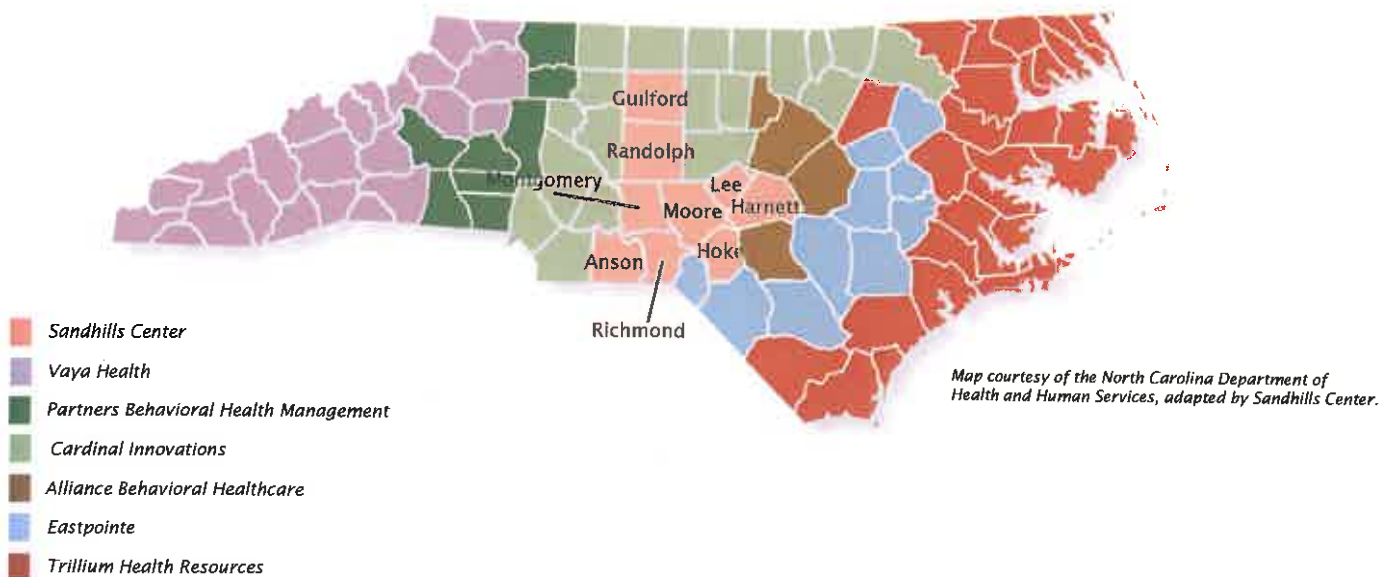 Guilford
Randolph
Montgomery
Lee
Moore
Harnett
Anson
Hoke
Richmond
Sandhills Center
Vaya Health
Partners Behavioral Health Management
Cardinal Innovations
Alliance Behavioral Healthcare
Eastpointe
Trillium Health Resources
Map courtesy of the North Carolina Department of
Health and Human Services, adapted by Sandhills Center.